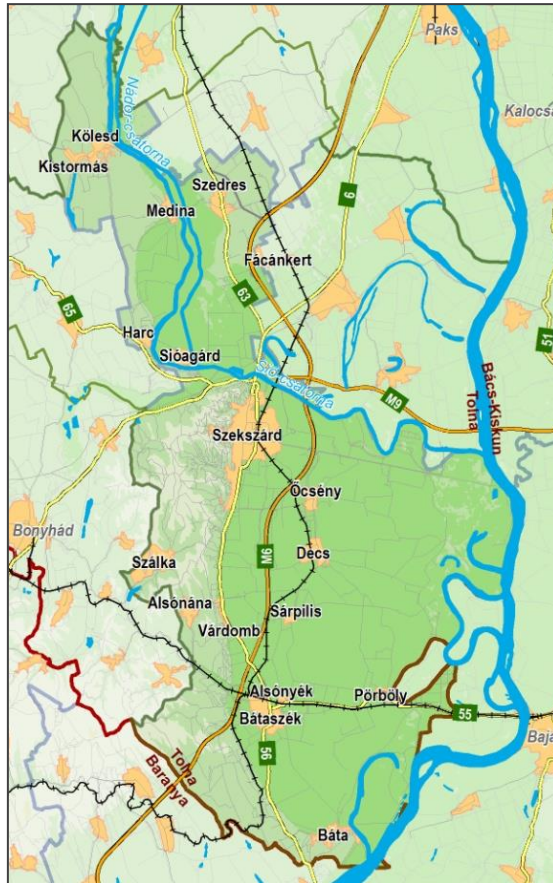 Paks
Kalocs
Nádor-csatorna
Kölesd
Kistormás
Szedres
Medina
6
Fácánkert
63
65
51
Harc
Sióagárd
Sió csatorna
Bács-Kiskun
Tolna
M9
Szekszárd
Őcsény
Bonyhád
Decs
M6
Szálka
Alsónána
Sárpilis
Várdomb
Alsónyék
Pörböly
55
Bátaszék
Baja
56
Tolna
Baranya
Báta